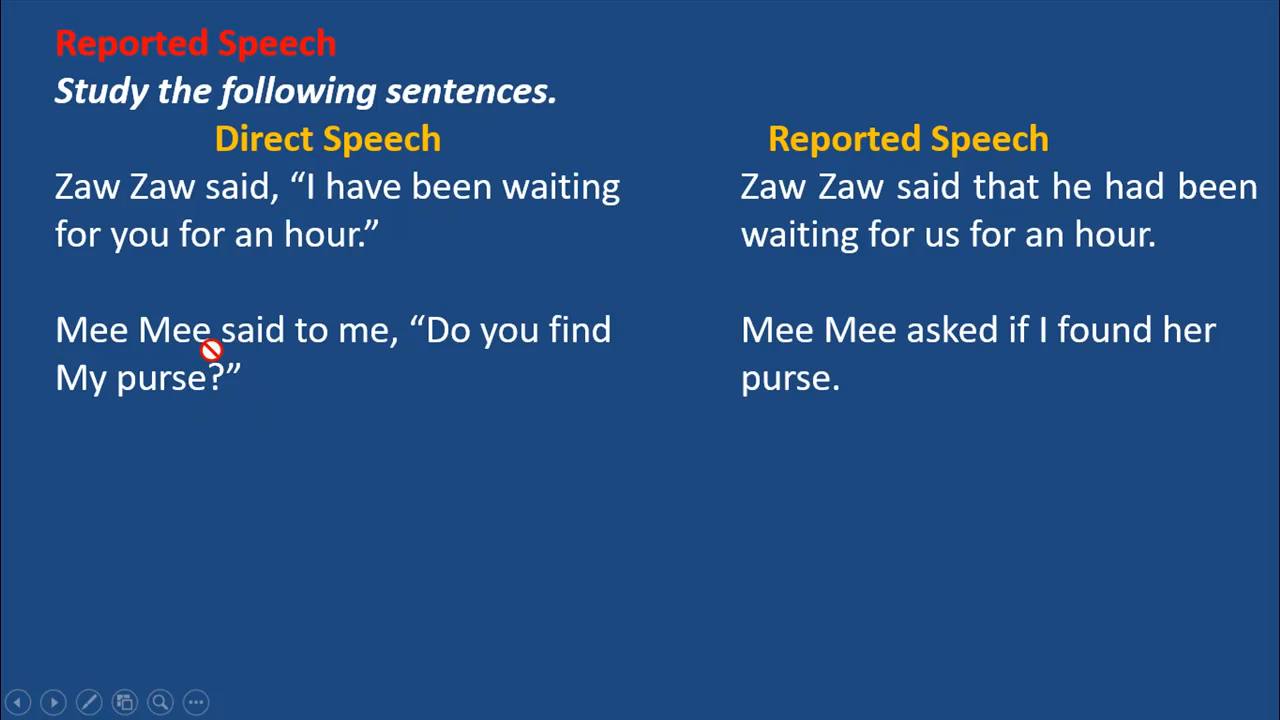 Reported Speech
Study the following sentences.
Direct Speech
Reported Speech
Zaw Zaw said, “I have been waiting
for you for an hour.”
Zaw Zaw said that he had been
waiting for us for an hour.
Mee Mee said to me, “Do you find
My purse?”
Mee Mee asked if I found her
purse.